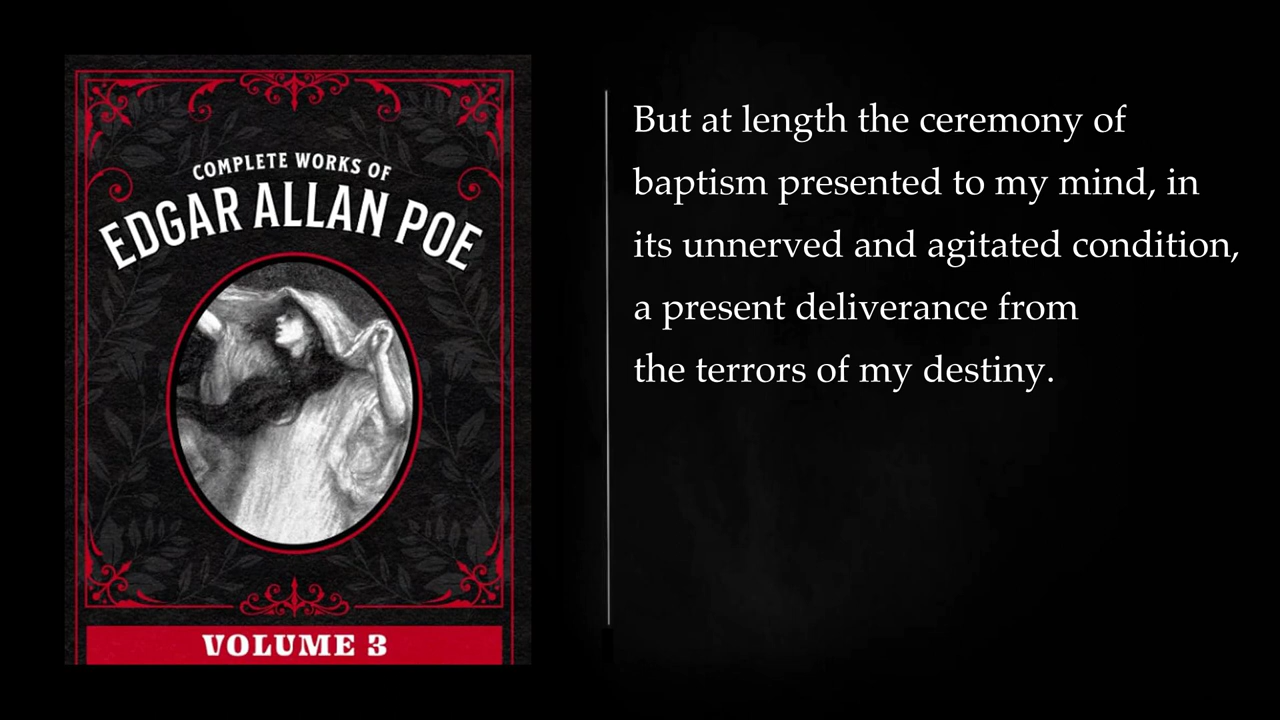 COMPLETE WORKS OF
EDGAR ALLAN POE
VOLUME 3
But at length the ceremony of
baptism presented to my mind, in
its unnerved and agitated condition,
a present deliverance from
the terrors of my destiny.